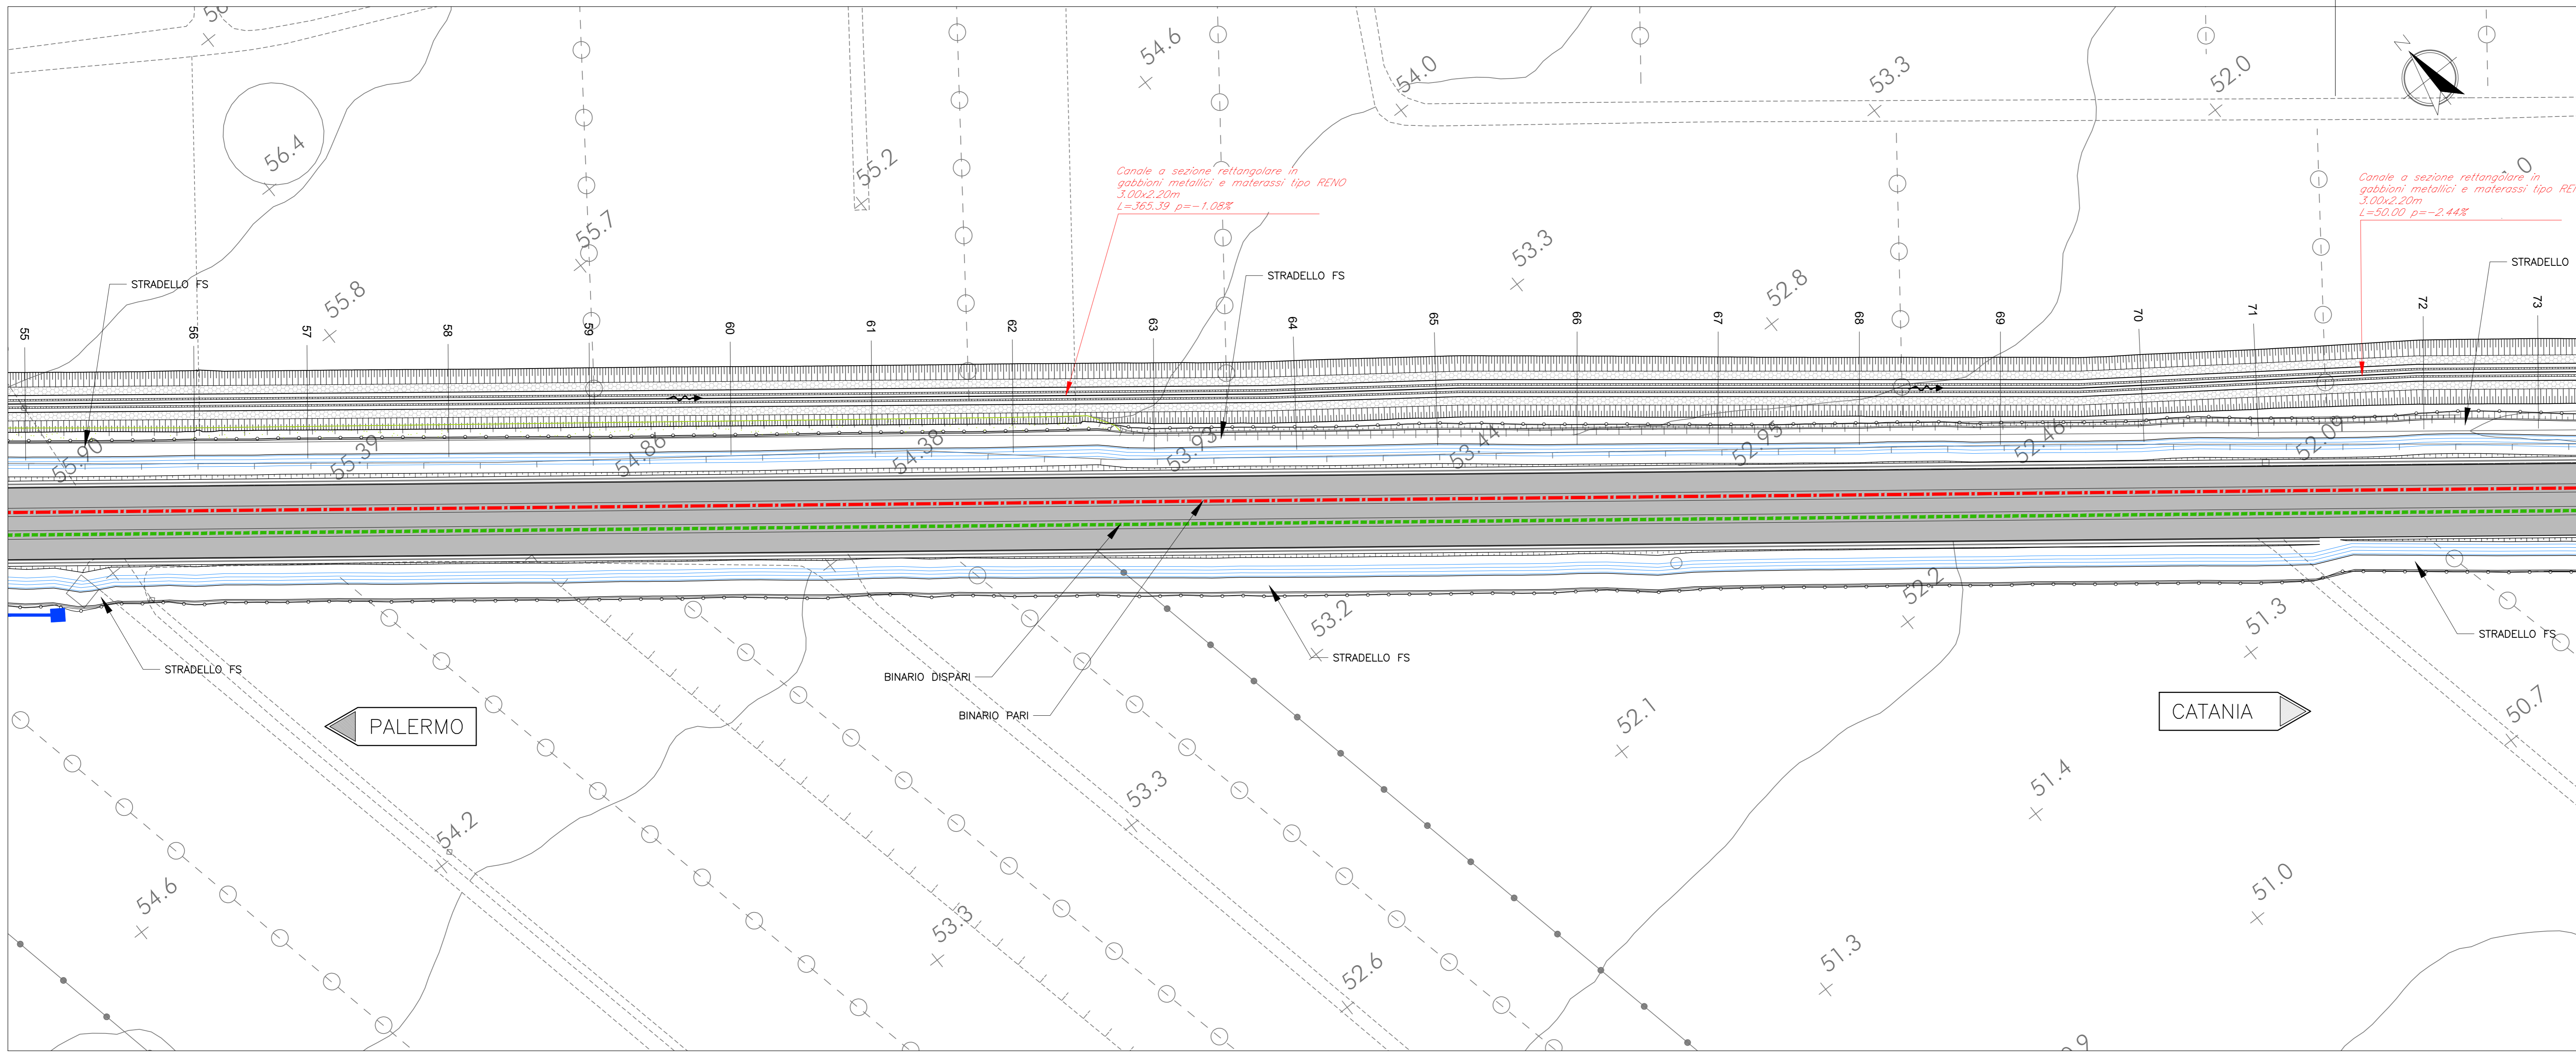 54.6
54.0
53.3
52.0
N
56.4
55.2
Canale a sezione rettangolare in
gabbioni metallici e materassi tipo RENO
3.00x2.20m
L=365.39 p=-1.08%
Canale a sezione rettangolare in
gabbioni metallici e materassi tipo
3.00x2.20m
L=50.00 p=-2.44%
55.7
53.3
52.8
55.8
STRADELLO FS
STRADELLO FS
STRADELLO
55
56
57
58
59
60
61
62
63
64
65
66
67
68
69
70
71
72
73
55.90
55.39
54.86
54.38
53.93
53.44
52.95
52.46
52.09
52.2
53.2
51.3
STRADELLO FS
STRADELLO FS
STRADELLO FS
BINARIO DISPARI
BINARIO PARI
PALERMO
CATANIA
52.1
50.7
53.3
51.4
54.2
54.6
53.3
51.0
52.6
51.3